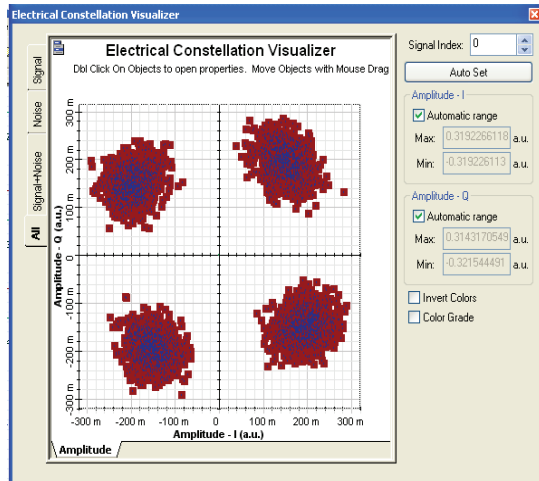 Electrical Constellation Visualizer
Signal
Noise
Signal+Noise
All
Electrical Constellation Visualizer
Dbl Click On Objects to open properties. Move Objects with Mouse Drag
Amplitude - Q (a.u.)
300 m
200 m
100 m
0
-100 m
-200 m
-300 m
-300 m -200 m -100 m 0 100 m 200 m 300 m
Amplitude - I (a.u.)
Amplitude
Signal Index: 0
Auto Set
Amplitude - I
Automatic range
Max: 0.319266118 a.u.
Min: -0.319226113 a.u.
Amplitude - Q
Automatic range
Max: 0.3143170549 a.u.
Min: -0.321544491 a.u.
Invert Colors
Color Grade